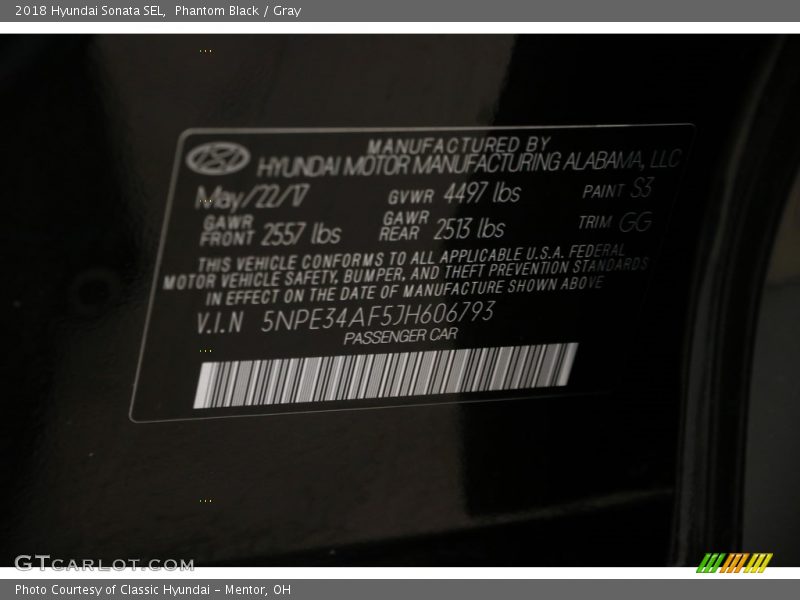 2018 Hyundai Sonata SEL, Phantom Black / Gray
MANUFACTURED BY
HYUNDAI MOTOR MANUFACTURING ALABAMA, LLC
May/22/17 GVWR 4497 lbs PAINT S3
GAWR FRONT 2557 lbs GAWR REAR 2513 lbs TRIM GG
THIS VEHICLE CONFORMS TO ALL APPLICABLE U.S.A. FEDERAL
MOTOR VEHICLE SAFETY, BUMPER, AND THEFT PREVENTION STANDARDS
IN EFFECT ON THE DATE OF MANUFACTURE SHOWN ABOVE
V.I.N 5NPE34AF5JH606793
PASSENGER CAR
GTCARLOT.COM
Photo Courtesy of Classic Hyundai - Mentor, OH